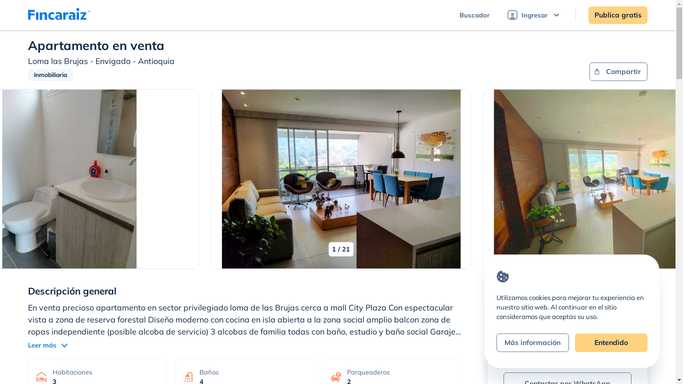 Fincaraiz
Buscador
Ingresar
Publica gratis
Apartamento en venta
Loma las Brujas - Envigado - Antioquia
Inmobiliaria
Compartir
1 / 21
Descripción general
En venta precioso apartamento en sector privilegiado loma de las Brujas cerca a mall City Plaza Con espectacular
vista a zona de reserva forestal Diseño moderno con cocina en isla abierta a la zona social amplio balcon zona de
ropas independiente (posible alcoba de servicio) 3 alcobas de familia todas con baño, estudio y baño social Garaje...
Leer más
Habitaciones
3
Baños
4
Parqueaderos
2
Utilizamos cookies para mejorar tu experiencia en
nuestro sitio web. Al continuar en el sitio
consideramos que aceptas su uso.
Más información
Entendido
Contactar por WhatsApp